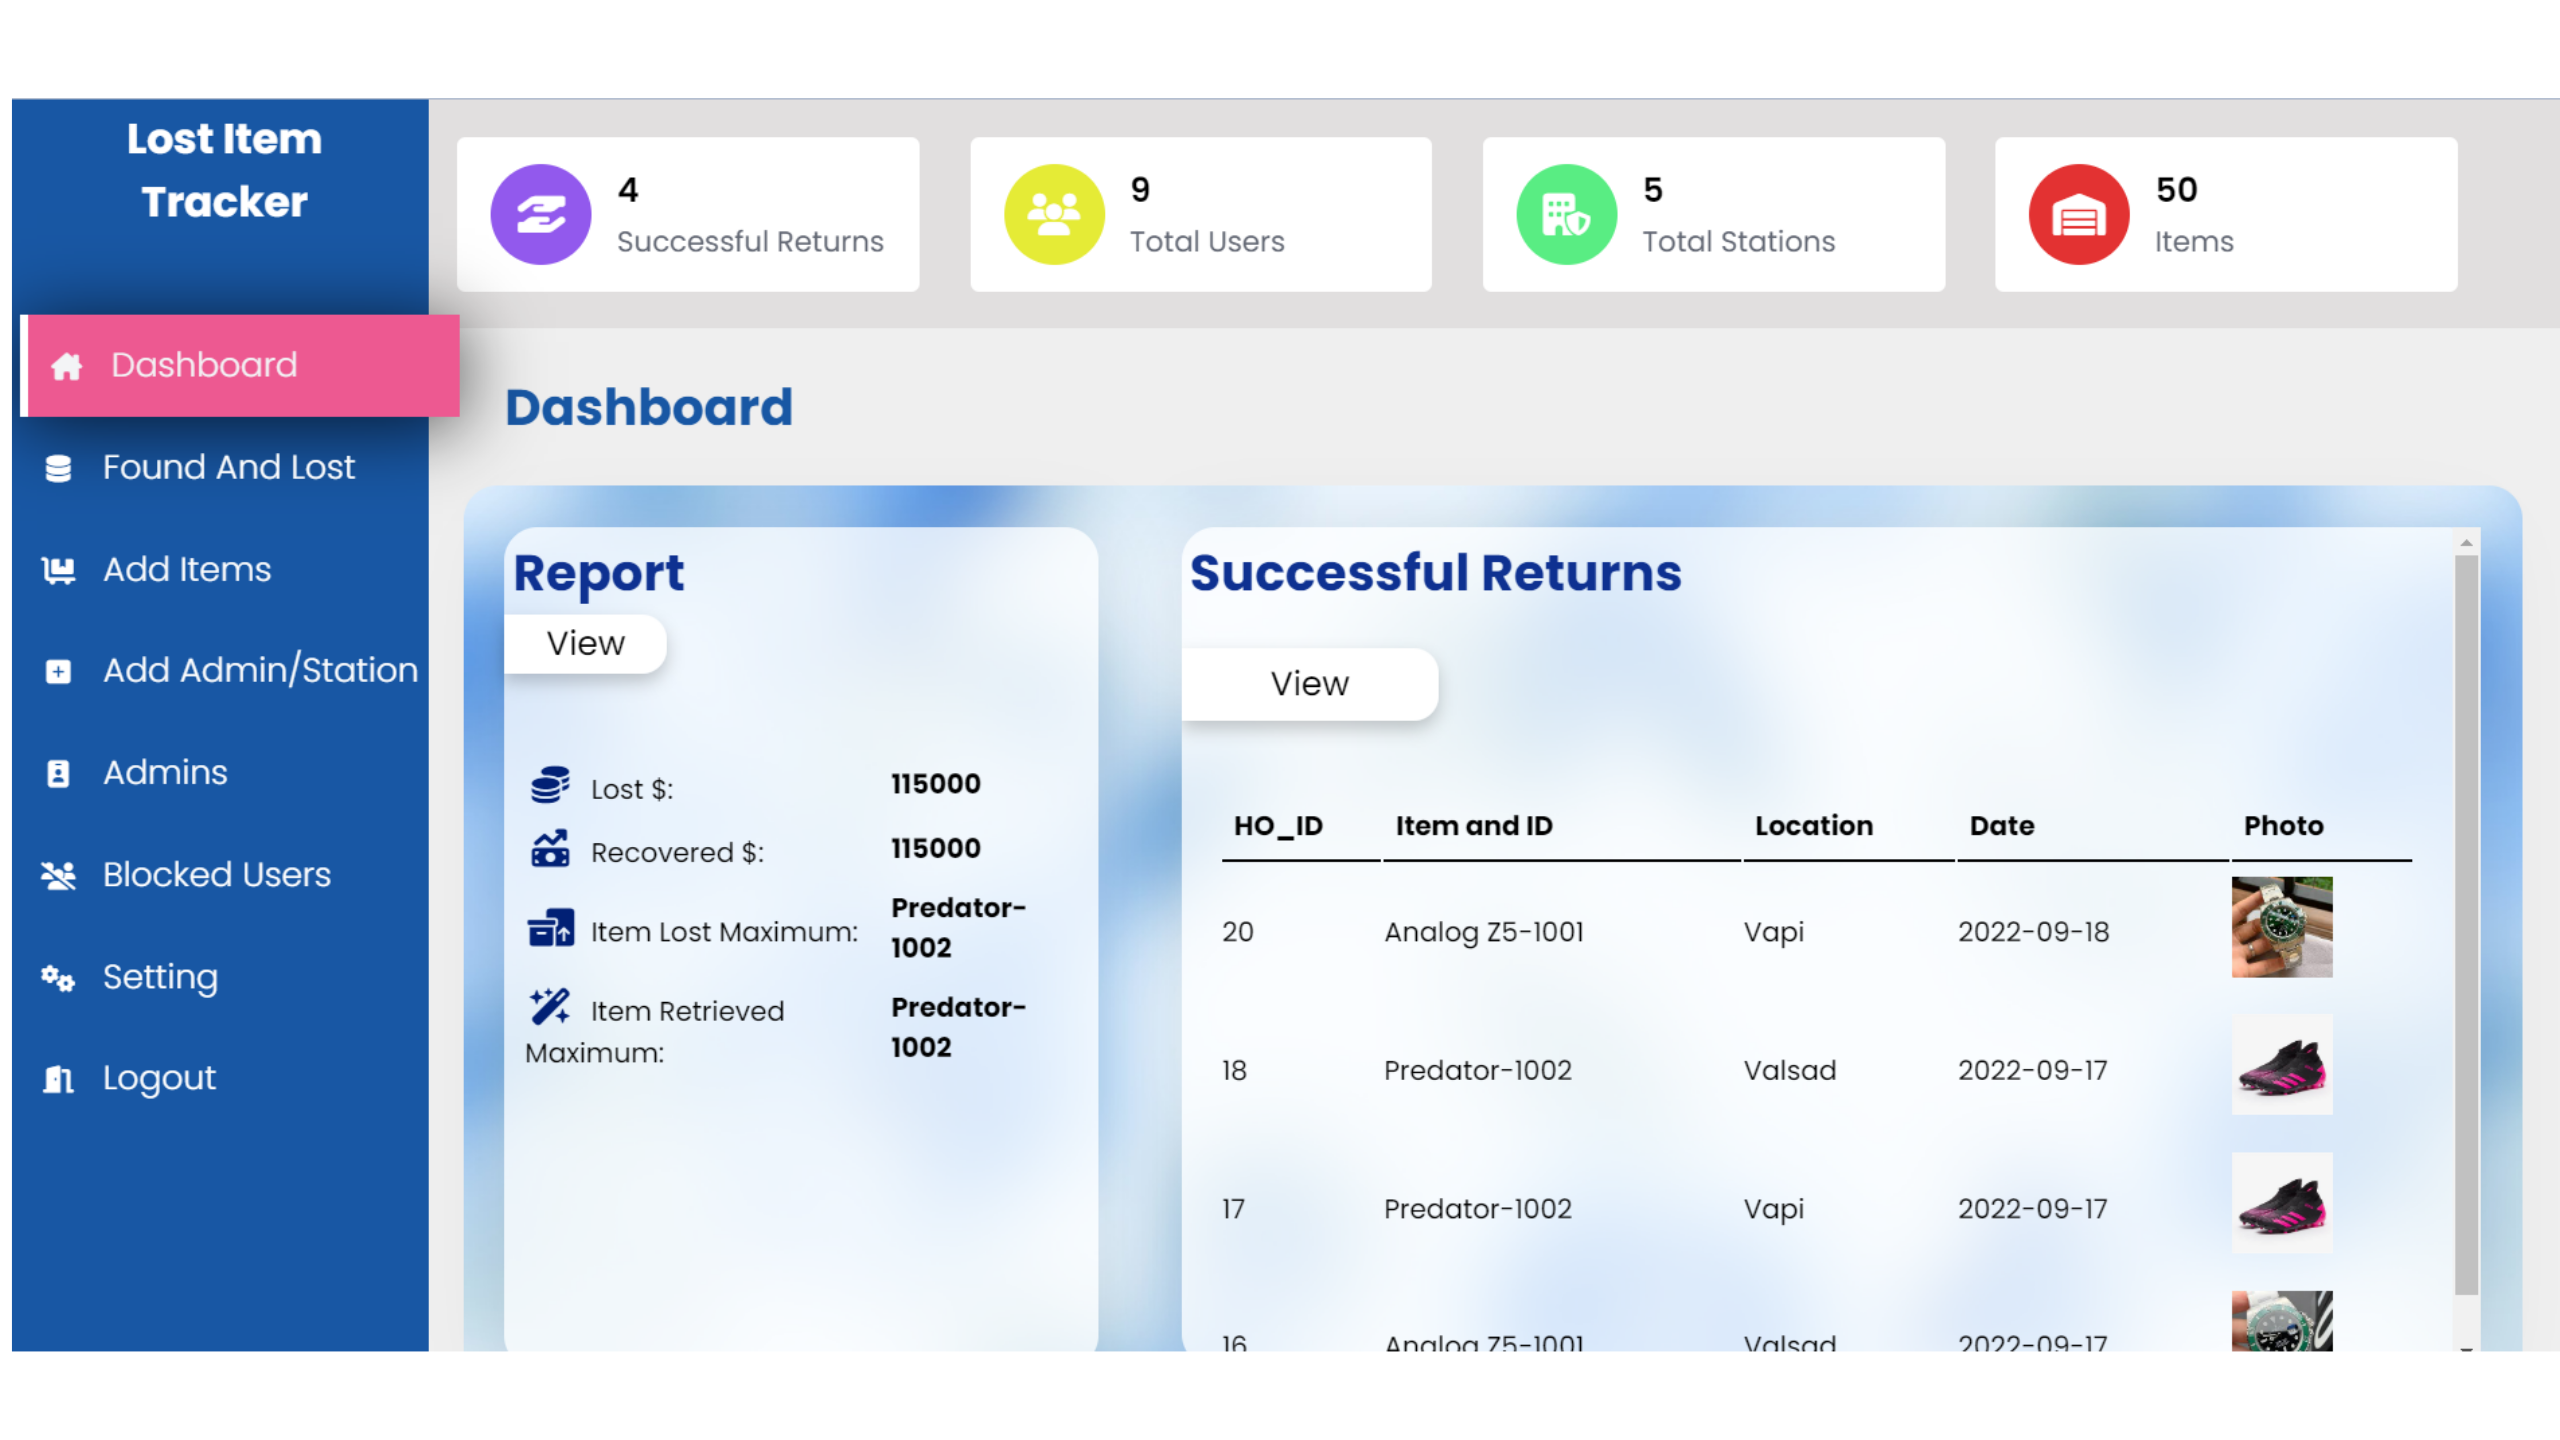 Lost Item
Tracker
Dashboard
Found And Lost
Add Items
Add Admin/Station
Admins
Blocked Users
Setting
Logout
4
Successful Returns
9
Total Users
5
Total Stations
50
Items
Dashboard
Report
View
Lost $: 115000
Recovered $: 115000
Item Lost Maximum: Predator-
1002
Item Retrieved
Maximum: Predator-
1002
Successful Returns
View
HO_ID Item and ID Location Date Photo
20 Analog Z5-1001 Vapi 2022-09-18
18 Predator-1002 Valsad 2022-09-17
17 Predator-1002 Vapi 2022-09-17
16 Analog Z5-1001 Valsad 2022-09-17